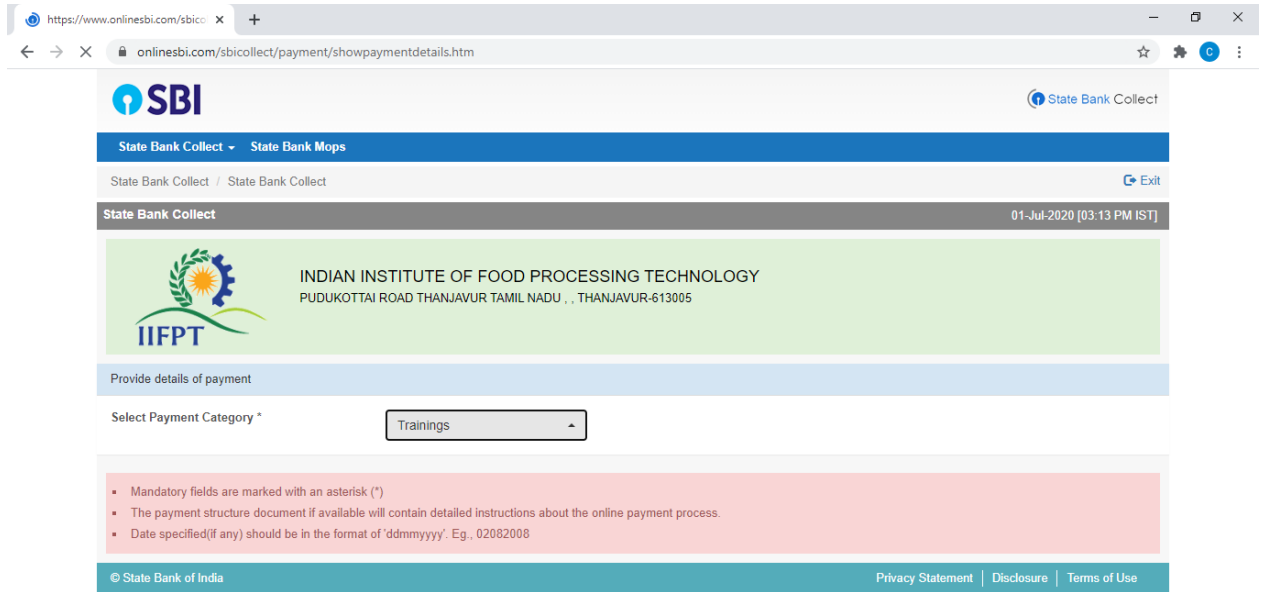 https://www.onlinesbi.com/sbico
onlinesbi.com/sbicollect/payment/showpaymentdetails.htm
C
SBI
State Bank Collect
State Bank Collect State Bank Mops
State Bank Collect / State Bank Collect Exit
State Bank Collect 01-Jul-2020 [03:13 PM IST]
IIFPT
INDIAN INSTITUTE OF FOOD PROCESSING TECHNOLOGY
PUDUKOTTAI ROAD THANJAVUR TAMIL NADU , , THANJAVUR-613005
Provide details of payment
Select Payment Category * Trainings
Mandatory fields are marked with an asterisk (*)
The payment structure document if available will contain detailed instructions about the online payment process.
Date specified(if any) should be in the format of 'ddmmyyyy'. Eg., 02082008
© State Bank of India Privacy Statement | Disclosure | Terms of Use